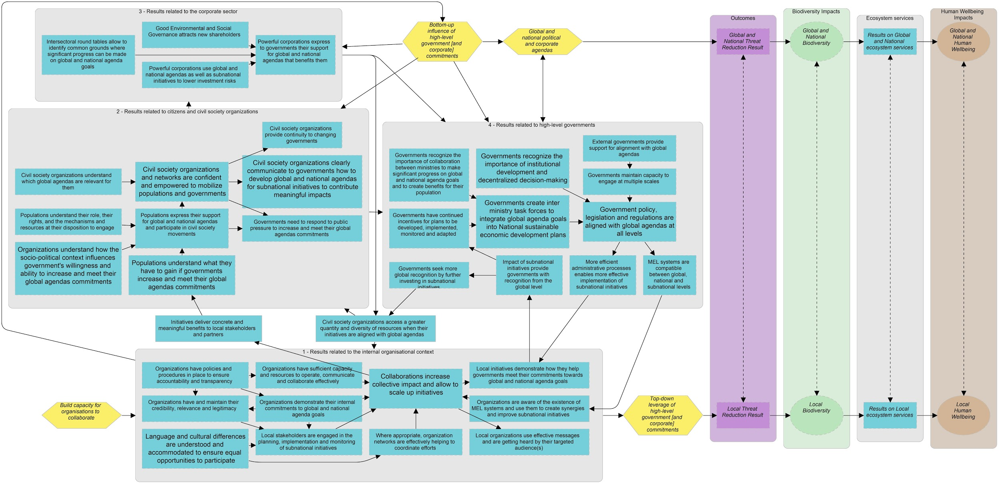 3 - Results related to the corporate sector
Good Environmental and Social
Governance attracts new shareholders
Intersectoral round tables allow to
identify common grounds where
significant progress can be made
on global and national agenda
goals
Powerful corporations express
to governments their support
for global and national
agendas that benefits them
Powerful corporations use global and
national agendas as well as subnational
initiatives to lower investment risks
Bottom-up
influence of
high-level
government [and
corporate]
commitments
Global and
national political
and corporate
agendas
Outcomes
Global and
National Threat
Reduction Result
Biodiversity Impacts
Global and
National
Biodiversity
Ecosystem services
Results on Global
and National
ecosystem services
Human Wellbeing
Impacts
Global and
National
Human
Wellbeing
2 - Results related to citizens and civil society organizations
Civil society organizations
provide continuity to changing
governments
Civil society organizations understand
which global agendas are relevant for
them
Civil society organizations
and networks are confident
and empowered to mobilize
populations and governments
Civil society organizations clearly
communicate to governments how to
develop global and national agendas
for subnational initiatives to contribute
meaningful impacts
Populations understand their role, their
rights, and the mechanisms and
resources at their disposition to engage
Populations express their support
for global and national agendas
and participate in civil society
movements
Governments need to respond to public
pressure to increase and meet their global
agendas commitments
Organizations understand how the
socio-political context influences
government's willingness and
ability to increase and meet their
global agendas commitments
Populations understand what they
have to gain if governments
increase and meet their global
agendas commitments
4 - Results related to high-level governments
Governments recognize the
importance of collaboration
between ministries to make
significant progress on global
and national agenda goals
and to create benefits for their
population
Governments recognize the
importance of institutional
development and
decentralized decision-making
External governments provide
support for alignment with global
agendas
Governments maintain capacity to
engage at multiple scales
Governments have continued
incentives for plans to be
developed, implemented,
monitored and adapted
Governments create inter
ministry task forces to
integrate global agenda goals
into National sustainable
economic development plans
Government policy,
legislation and regulations are
aligned with global agendas at
all levels
Governments seek more
global recognition by further
investing in subnational
initiatives
Impact of subnational
initiatives provide
governments with
recognition from the
global level
More efficient
administrative processes
enables more effective
implementation of
subnational initiatives
MEL systems are
compatible
between global,
national and
subnational levels
Initiatives deliver concrete and
meaningful benefits to local stakeholders
and partners
Civil society organizations access a greater
quantity and diversity of resources when their
initiatives are aligned with global agendas
1 - Results related to the internal organisational context
Organizations have policies and
procedures in place to ensure
accountability and transparency
Organizations have sufficient capacity
and resources to operate, communicate
and collaborate effectively
Collaborations increase
collective impact and allow to
scale up initiatives
Local initiatives demonstrate how they help
governments meet their commitments towards
global and national agenda goals
Organizations have and maintain their
credibility, relevance and legitimacy
Organizations demonstrate their internal
commitments to global and national
agenda goals
Organizations are aware of the existence of
MEL systems and use them to create synergies
and improve subnational initiatives
Language and cultural differences
are understood and
accommodated to ensure equal
opportunities to participate
Local stakeholders are engaged in the
planning, implementation and monitoring
of subnational initiatives
Where appropriate, organization
networks are effectively helping to
coordinate efforts
Local organizations use effective messages
and are getting heard by their targeted
audience(s)
Build capacity for
organisations to
collaborate
Top-down
leverage of
high-level
government [and
corporate]
commitments
Local Threat
Reduction Result
Local
Biodiversity
Results on Local
ecosystem services
Local
Human
Wellbeing